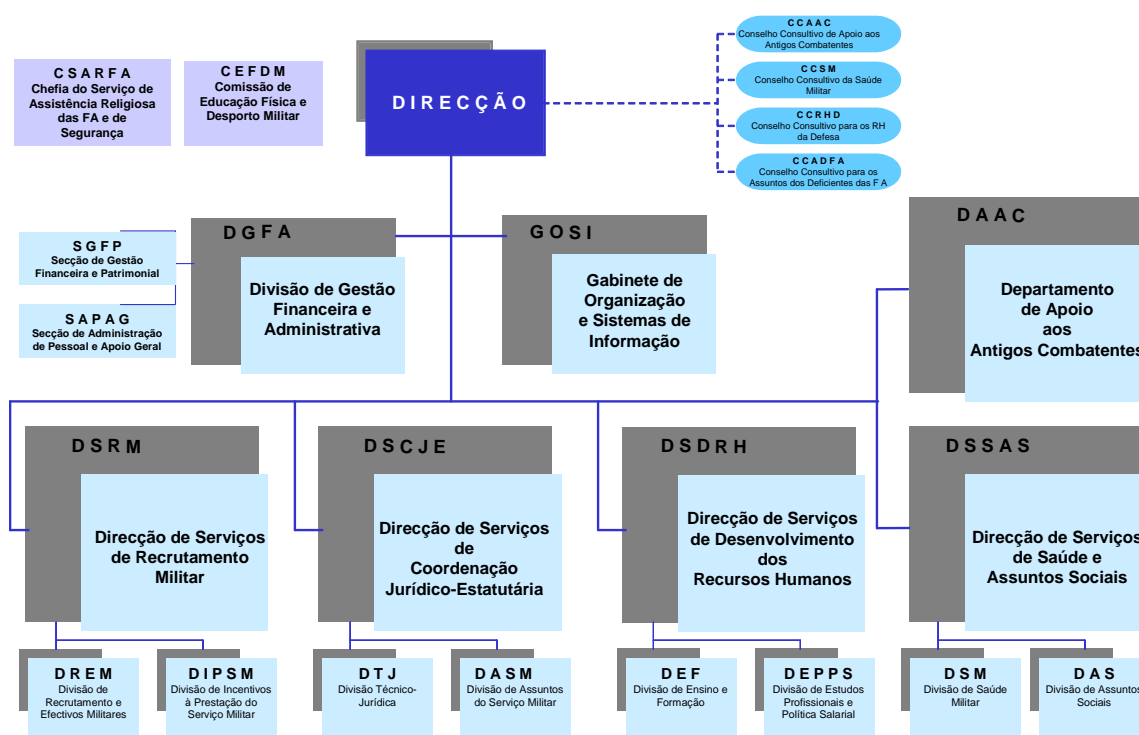 C S A R F A
Chefia do Serviço de
Assistência Religiosa
das FA e de
Segurança
C E F D M
Comissão de
Educação Física e
Desporto Militar
D I R E C Ç Ã O
C C A A C
Conselho Consultivo de Apoio aos
Antigos Combatentes
C C S M
Conselho Consultivo da Saúde
Militar
C C R H D
Conselho Consultivo para os RH
da Defesa
C C A D F A
Conselho Consultivo para os
Assuntos dos Deficientes das F A
S G F P
Secção de Gestão
Financeira e Patrimonial
S A P A G
Secção de Administração
de Pessoal e Apoio Geral
D G F A
Divisão de Gestão
Financeira e
Administrativa
G O S I
Gabinete de
Organização
e Sistemas de
Informação
D A A C
Departamento
de Apoio
aos
Antigos Combatentes
D S R M
Direcção de Serviços
de Recrutamento
Militar
D S C J E
Direcção de Serviços
de
Coordenação
Jurídico-Estatutária
D S D R H
Direcção de Serviços
de Desenvolvimento
dos
Recursos Humanos
D S S A S
Direcção de Serviços
de Saúde e
Assuntos Sociais
D R E M
Divisão de
Recrutamento e
Efectivos Militares
D I P S M
Divisão de Incentivos
à Prestação do
Serviço Militar
D T J
Divisão Técnico-
Jurídica
D A S M
Divisão de Assuntos
do Serviço Militar
D E F
Divisão de Ensino e
Formação
D E P P S
Divisão de Estudos
Profissionais e
Política Salarial
D S M
Divisão de Saúde
Militar
D A S
Divisão de Assuntos
Sociais